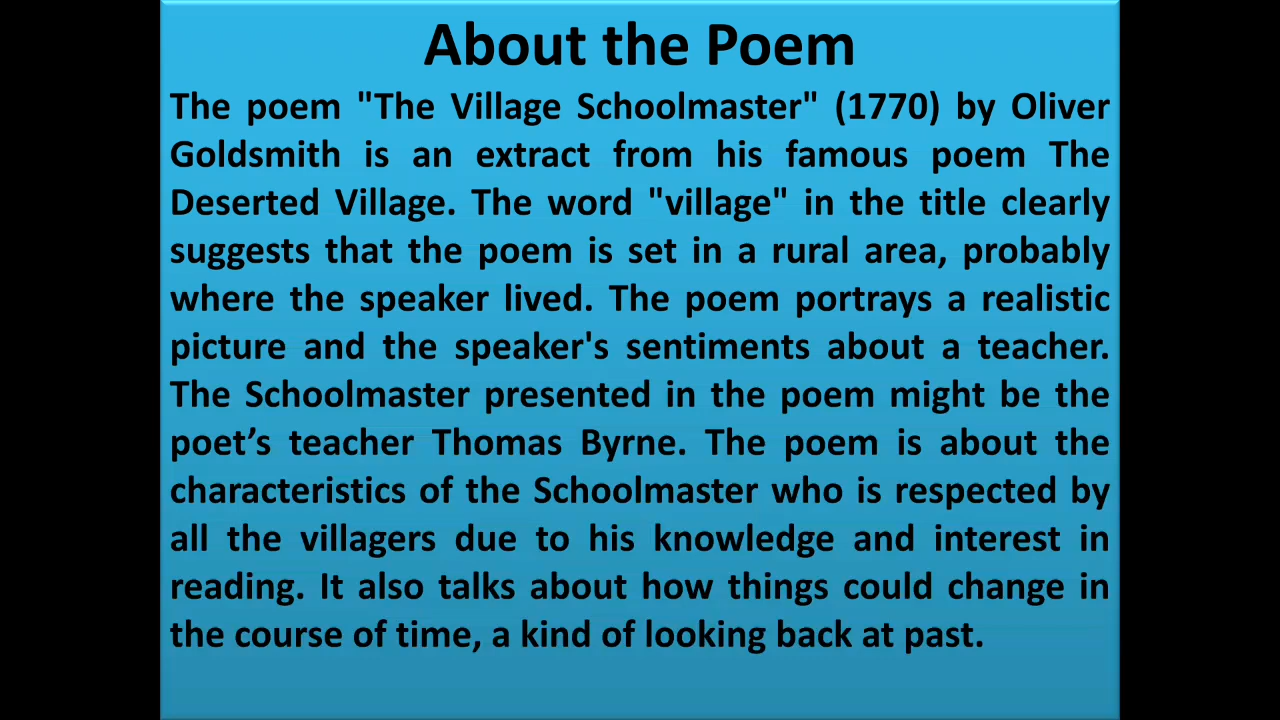 About the Poem
The poem "The Village Schoolmaster" (1770) by Oliver
Goldsmith is an extract from his famous poem The
Deserted Village. The word "village" in the title clearly
suggests that the poem is set in a rural area, probably
where the speaker lived. The poem portrays a realistic
picture and the speaker's sentiments about a teacher.
The Schoolmaster presented in the poem might be the
poet’s teacher Thomas Byrne. The poem is about the
characteristics of the Schoolmaster who is respected by
all the villagers due to his knowledge and interest in
reading. It also talks about how things could change in
the course of time, a kind of looking back at past.